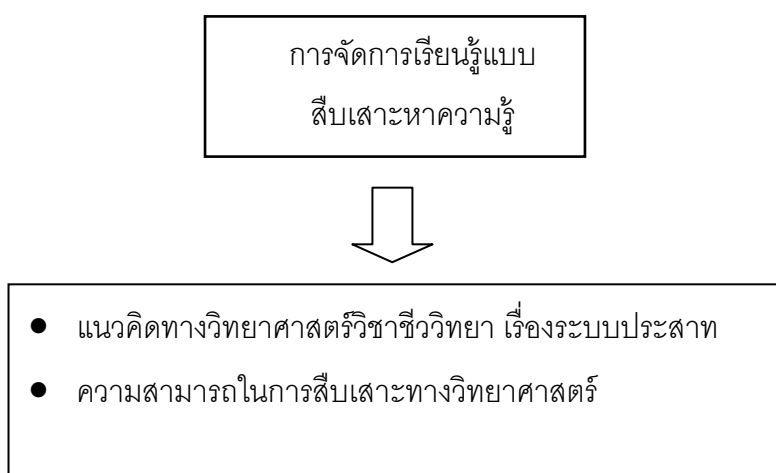 การจัดการเรียนรู้แบบ
สืบเสาะหาความรู้
● แนวคิดทางวิทยาศาสตร์วิชาชีววิทยา เรื่องระบบประสาท
● ความสามารถในการสืบเสาะทางวิทยาศาสตร์